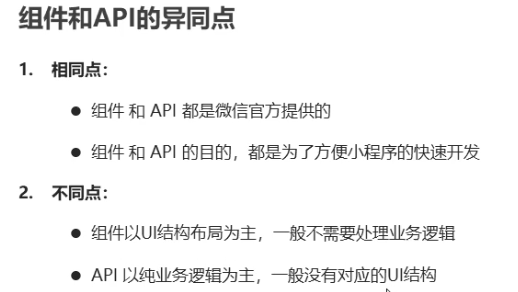 组件和API的异同点
1. 相同点：
● 组件 和 API 都是微信官方提供的
● 组件 和 API 的目的，都是为了方便小程序的快速开发
2. 不同点：
● 组件以UI结构布局为主，一般不需要处理业务逻辑
● API 以纯业务逻辑为主，一般没有对应的UI结构